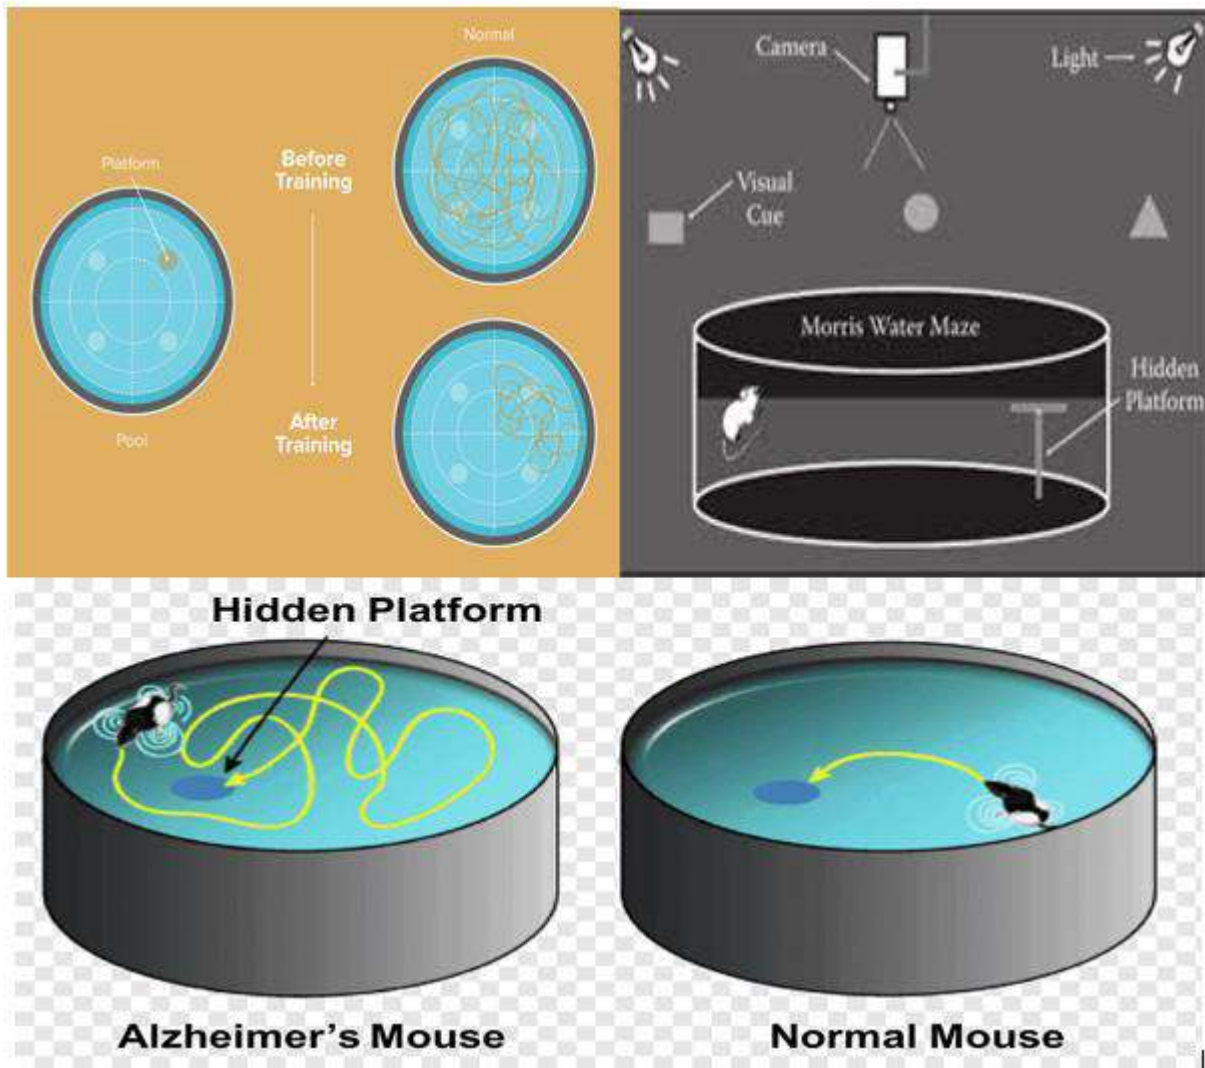 Normal
Before
Training
Platform
After
Training
Pool
Camera
Light
Visual
Cue
Morris Water Maze
Hidden
Platform
Hidden Platform
Alzheimer's Mouse
Normal Mouse